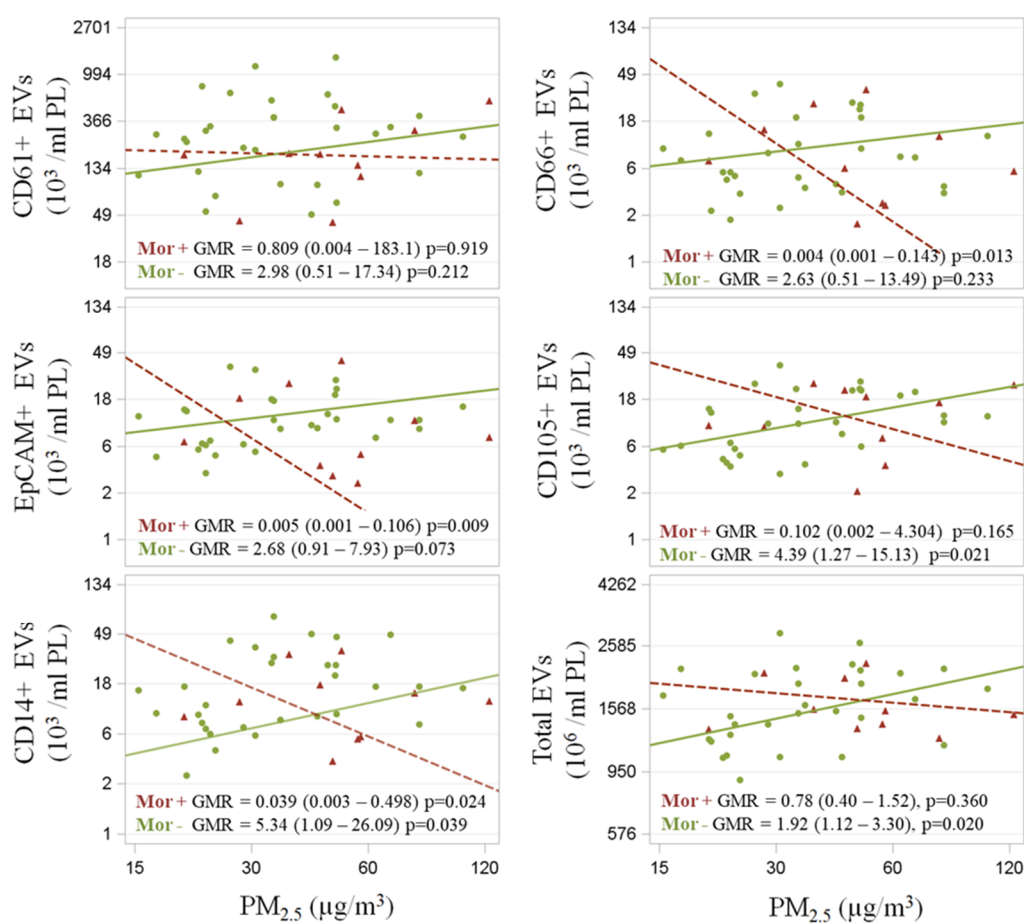 CD61+ EVs
(10³ /ml PL)
2701
994
366
134
49
18
Mor + GMR = 0.809 (0.004 – 183.1) p=0.919
Mor - GMR = 2.98 (0.51 - 17.34) p=0.212
CD66+ EVs
(10³ /ml PL)
134
49
18
6
2
1
Mor + GMR = 0.004 (0.001 – 0.143) p=0.013
Mor - GMR = 2.63 (0.51 - 13.49) p=0.233
EpCAM+ EVs
(10³ /ml PL)
134
49
18
6
2
1
Mor + GMR = 0.005 (0.001 – 0.106) p=0.009
Mor - GMR = 2.68 (0.91 – 7.93) p=0.073
CD105+ EVs
(10³ /ml PL)
134
49
18
6
2
1
Mor + GMR = 0.102 (0.002 – 4.304) p=0.165
Mor - GMR = 4.39 (1.27 – 15.13) p=0.021
CD14+ EVs
(10³ /ml PL)
134
49
18
6
2
1
Mor + GMR = 0.039 (0.003 – 0.498) p=0.024
Mor - GMR = 5.34 (1.09 – 26.09) p=0.039
15 30 60 120
PM2.5 (µg/m³)
Total EVs
(10⁶ /ml PL)
4262
2585
1568
950
576
Mor + GMR = 0.78 (0.40 – 1.52), p=0.360
Mor - GMR = 1.92 (1.12 – 3.30), p=0.020
15 30 60 120
PM2.5 (µg/m³)